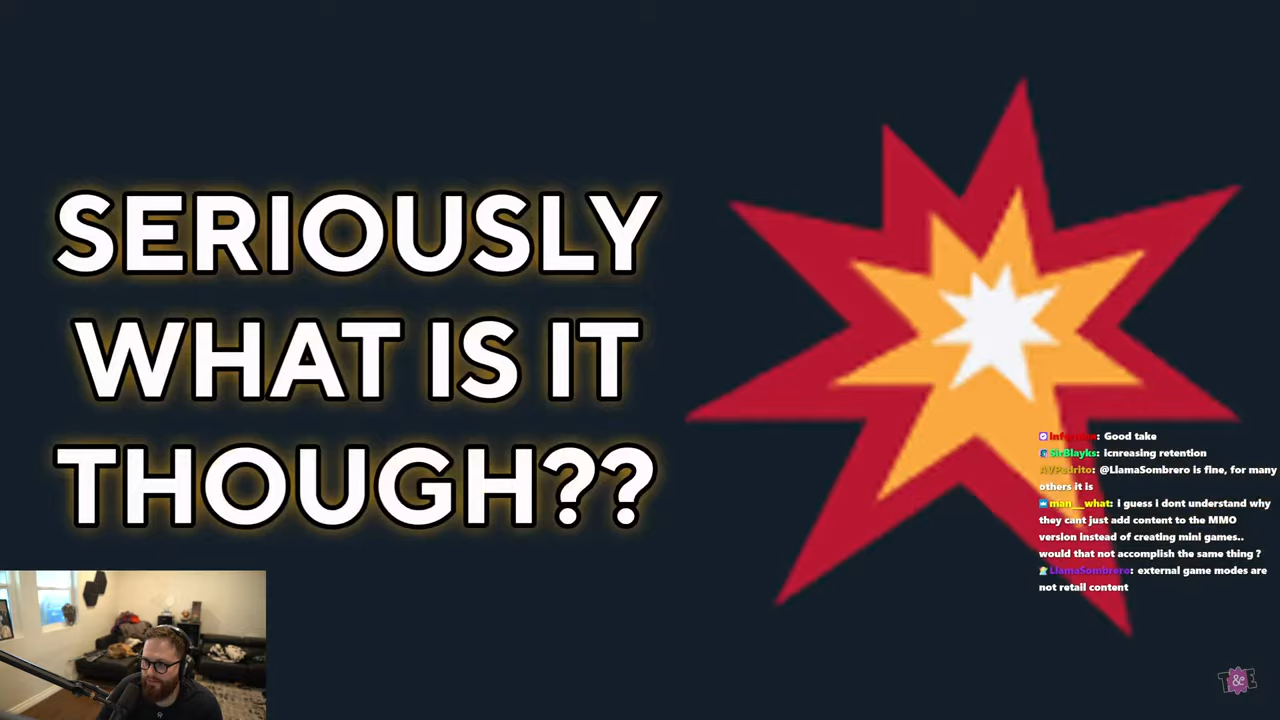 SERIOUSLY
WHAT IS IT
THOUGH??
Infernion: Good take
SirBlayks: icnreasing retention
AVPedrito: @LlamaSombrero is fine, for many
others it is
man__what: i guess i dont understand why
they cant just add content to the MMO
version instead of creating mini games..
would that not accomplish the same thing ?
LlamaSombrero: external game modes are
not retail content
T&E